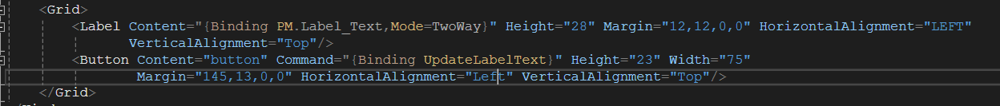 <Grid>
<Label Content="{Binding PM.Label_Text,Mode=TwoWay}" Height="28" Margin="12,12,0,0" HorizontalAlignment="LEFT"
VerticalAlignment="Top"/>
<Button Content="button" Command="{Binding UpdateLabelText}" Height="23" Width="75"
Margin="145,13,0,0" HorizontalAlignment="Left" VerticalAlignment="Top"/>
</Grid>